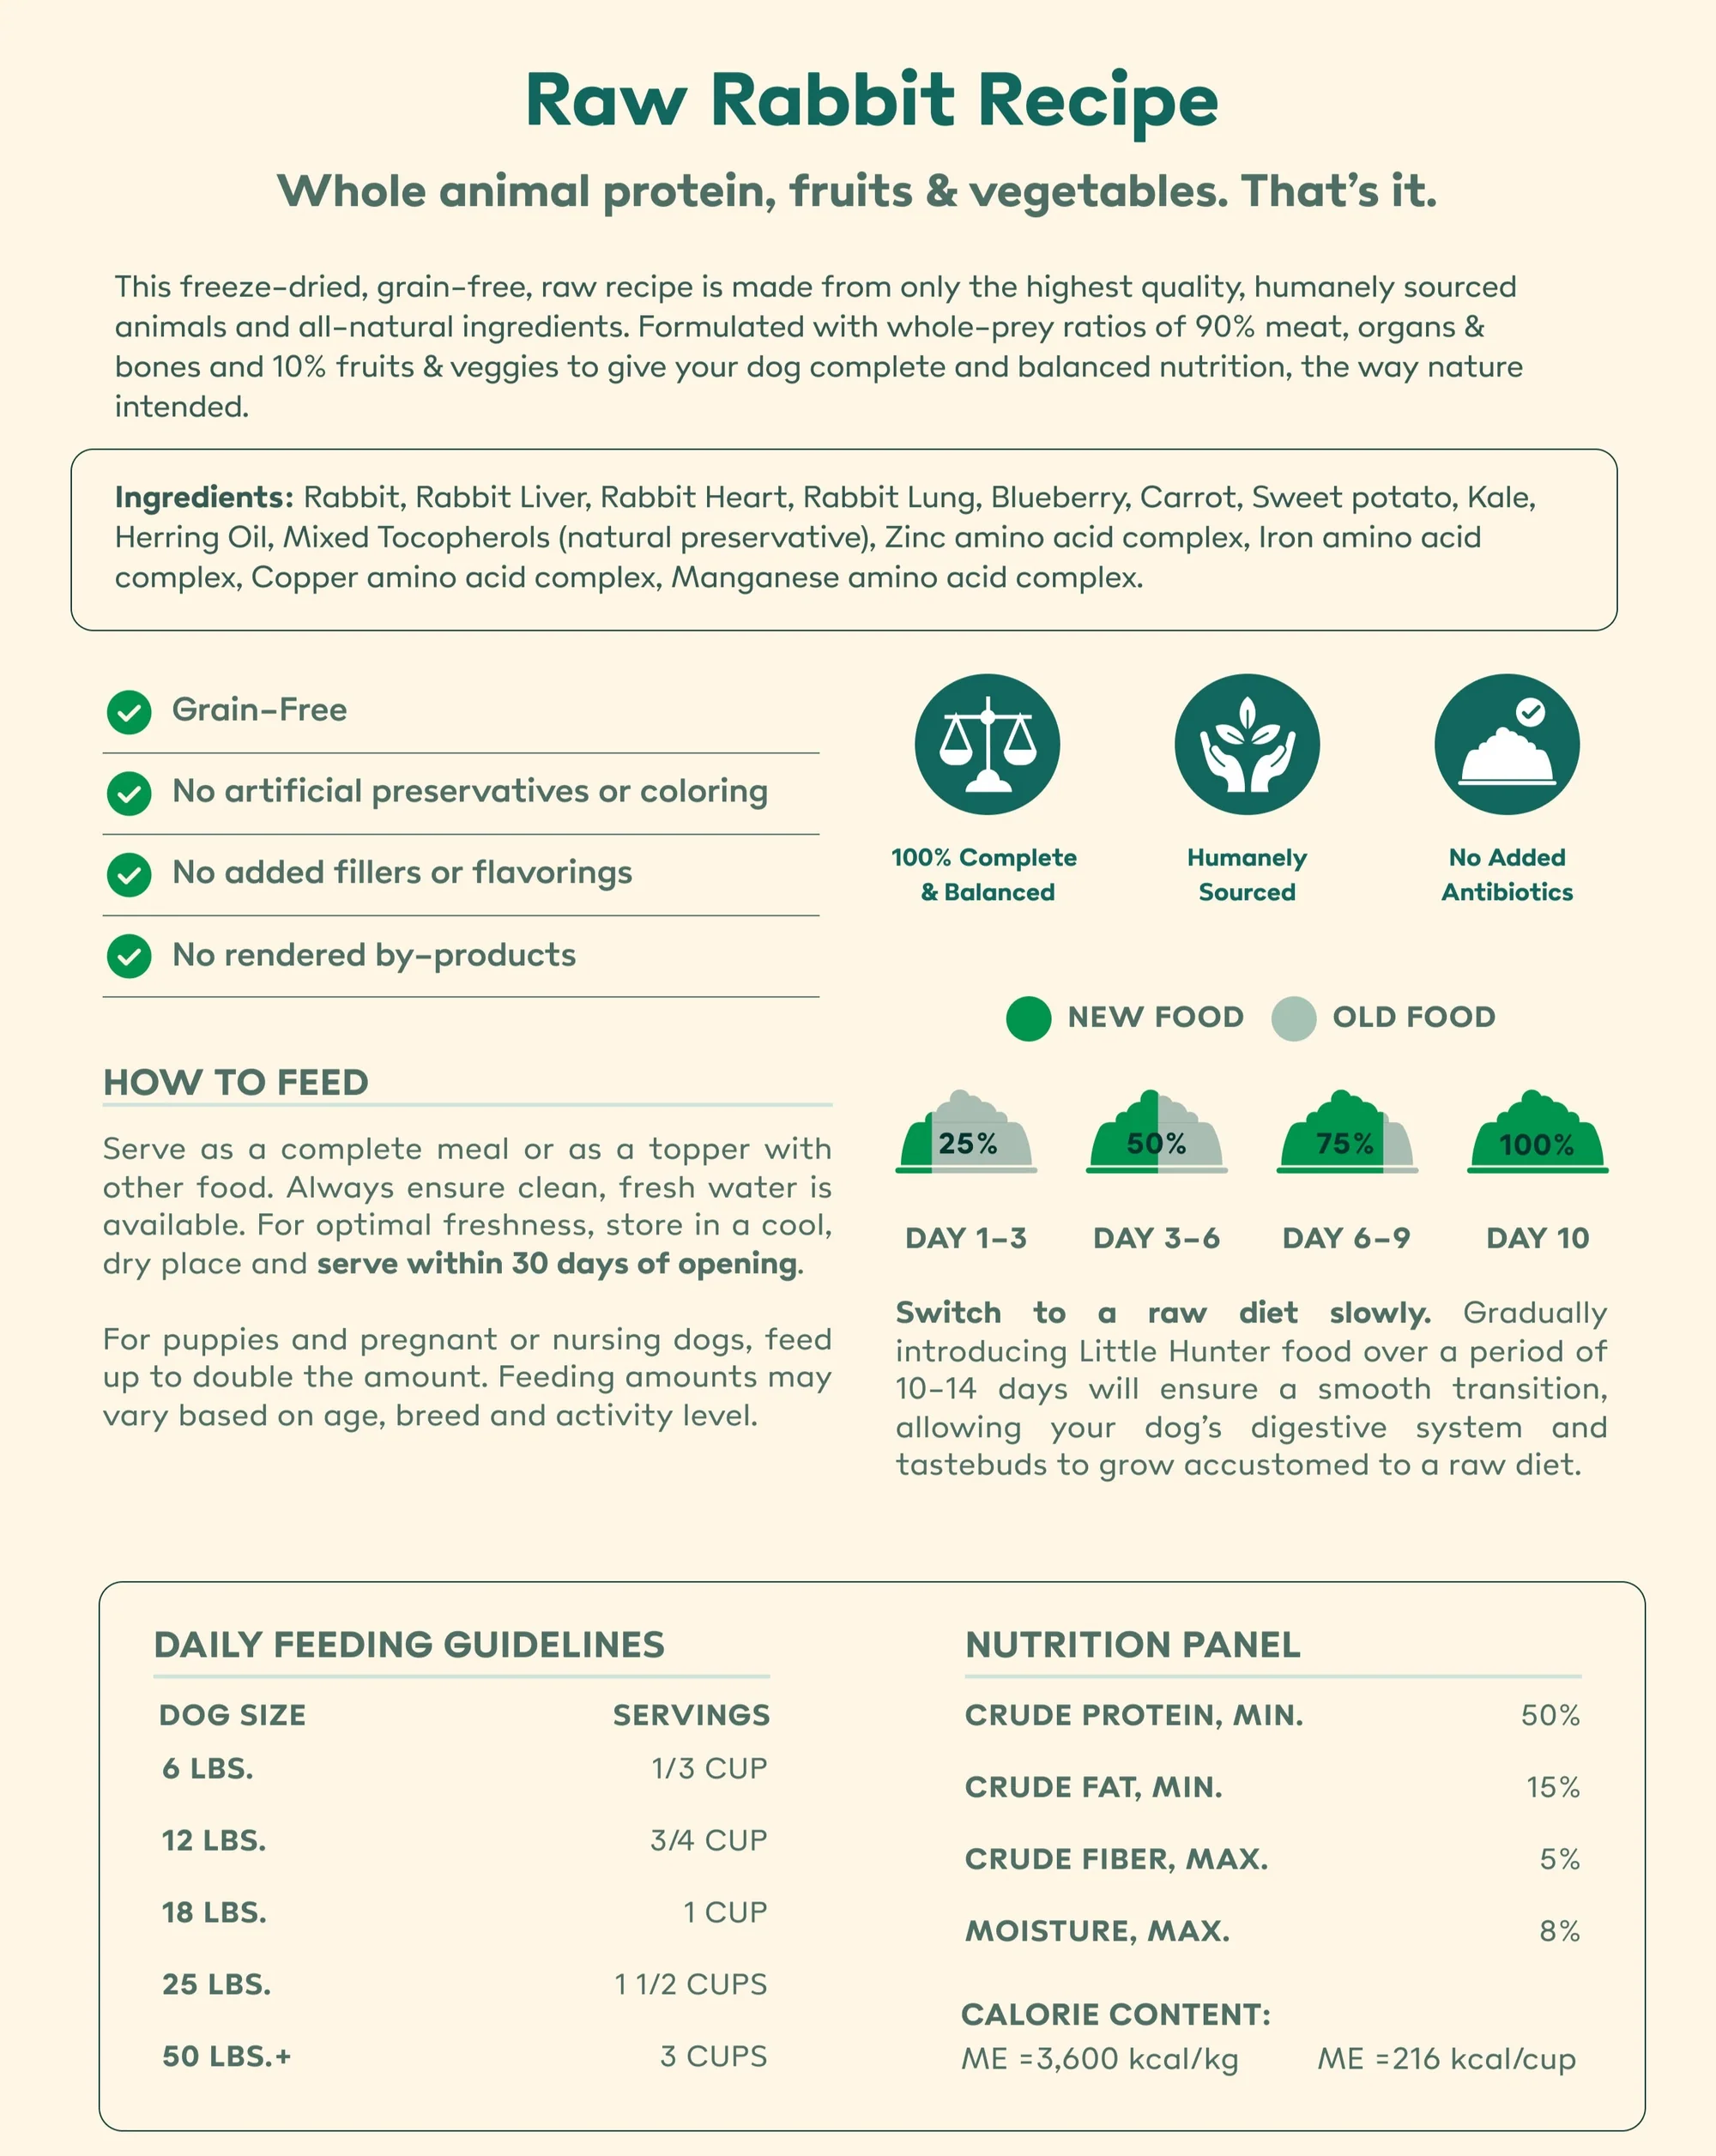 Raw Rabbit Recipe
Whole animal protein, fruits & vegetables. That's it.
This freeze-dried, grain-free, raw recipe is made from only the highest quality, humanely sourced
animals and all-natural ingredients. Formulated with whole-prey ratios of 90% meat, organs &
bones and 10% fruits & veggies to give your dog complete and balanced nutrition, the way nature
intended.
Ingredients: Rabbit, Rabbit Liver, Rabbit Heart, Rabbit Lung, Blueberry, Carrot, Sweet potato, Kale,
Herring Oil, Mixed Tocopherols (natural preservative), Zinc amino acid complex, Iron amino acid
complex, Copper amino acid complex, Manganese amino acid complex.
Grain-Free
No artificial preservatives or coloring
No added fillers or flavorings
No rendered by-products
100% Complete
& Balanced
Humanely
Sourced
No Added
Antibiotics
HOW TO FEED
Serve as a complete meal or as a topper with
other food. Always ensure clean, fresh water is
available. For optimal freshness, store in a cool,
dry place and serve within 30 days of opening.
For puppies and pregnant or nursing dogs, feed
up to double the amount. Feeding amounts may
vary based on age, breed and activity level.
NEW FOOD OLD FOOD
25% 50% 75% 100%
DAY 1-3 DAY 3-6 DAY 6-9 DAY 10
Switch to a raw diet slowly. Gradually
introducing Little Hunter food over a period of
10-14 days will ensure a smooth transition,
allowing your dog's digestive system and
tastebuds to grow accustomed to a raw diet.
DAILY FEEDING GUIDELINES
DOG SIZE SERVINGS
6 LBS. 1/3 CUP
12 LBS. 3/4 CUP
18 LBS. 1 CUP
25 LBS. 1 1/2 CUPS
50 LBS.+ 3 CUPS
NUTRITION PANEL
CRUDE PROTEIN, MIN. 50%
CRUDE FAT, MIN. 15%
CRUDE FIBER, MAX. 5%
MOISTURE, MAX. 8%
CALORIE CONTENT:
ME =3,600 kcal/kg ME =216 kcal/cup